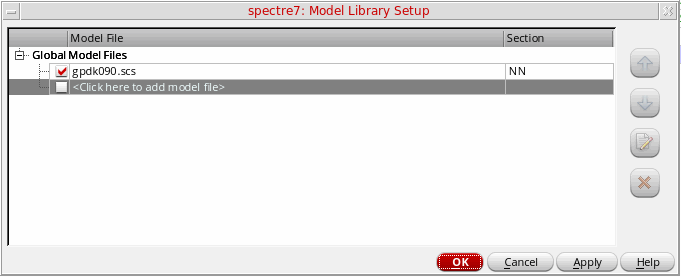 spectre7: Model Library Setup
Model File Section
Global Model Files
gpdk090.scs NN
<Click here to add model file>
OK Cancel Apply Help